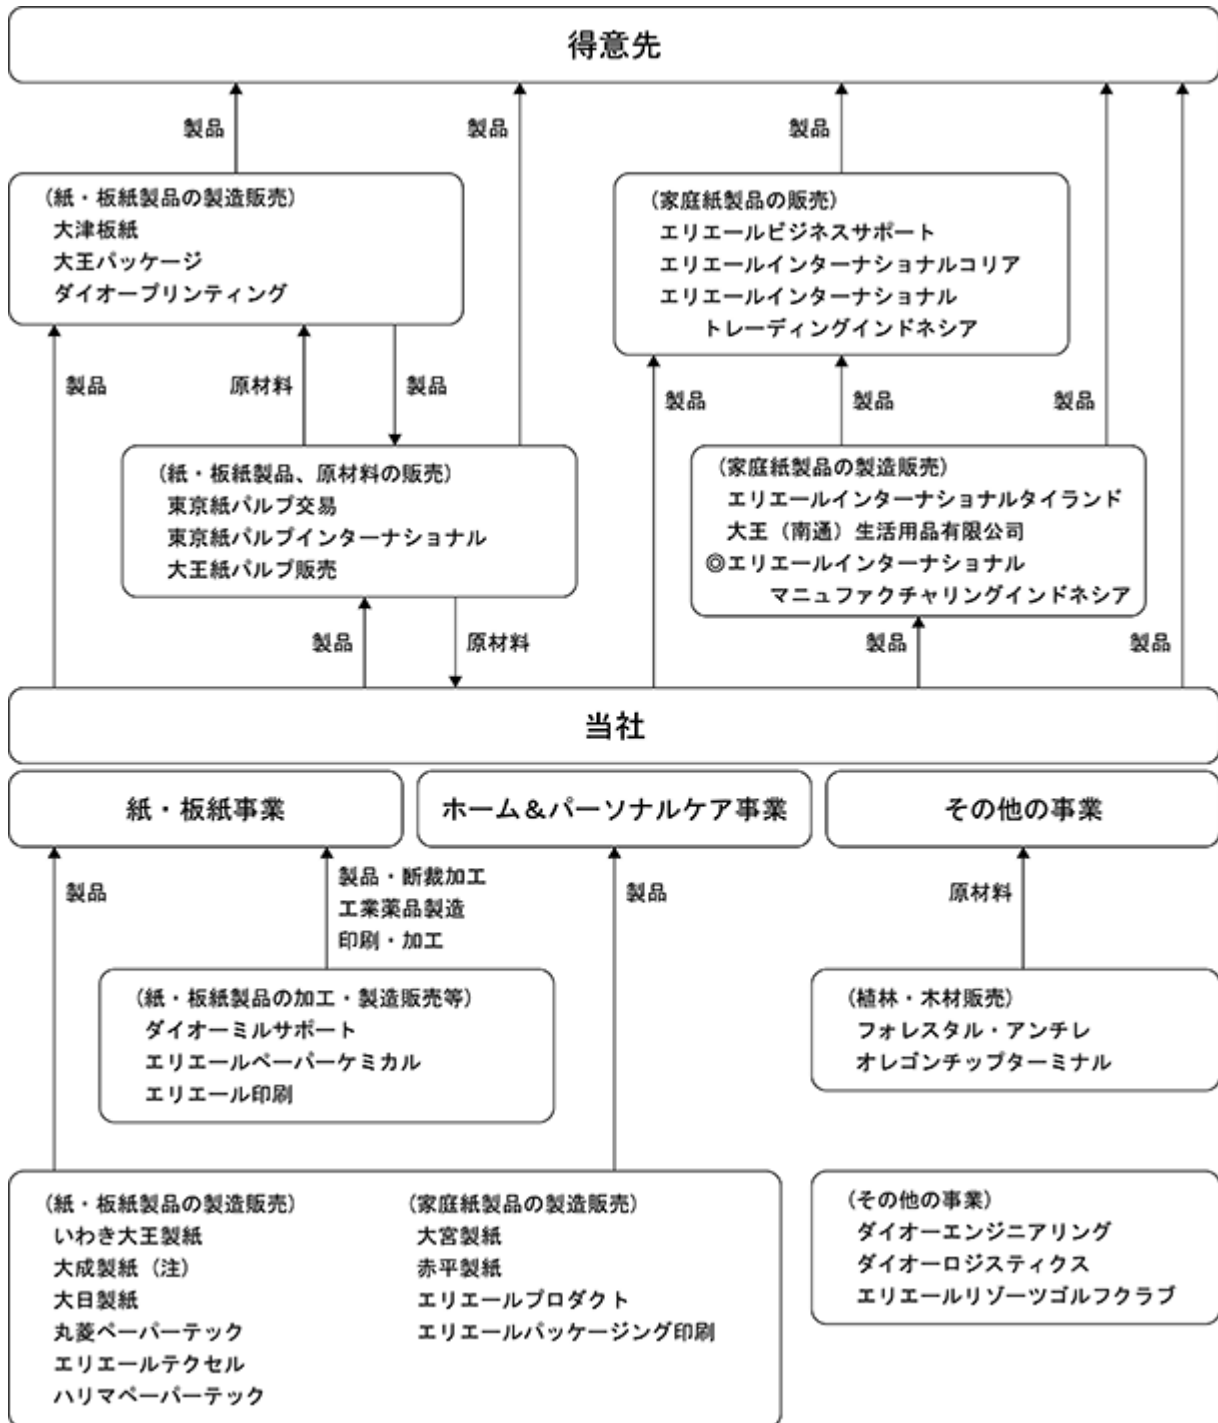 得意先
製品
製品
製品
(紙・板紙製品の製造販売)
大津板紙
大王パッケージ
ダイオープリンティング
(家庭紙製品の販売)
エリエールビジネスサポート
エリエールインターナショナルコリア
エリエールインターナショナル
トレーディングインドネシア
製品
原材料
製品
製品
製品
製品
(紙・板紙製品、原材料の販売)
東京紙パルプ交易
東京紙パルプインターナショナル
大王紙パルプ販売
(家庭紙製品の製造販売)
エリエールインターナショナルタイランド
大王（南通）生活用品有限公司
◎エリエールインターナショナル
マニュファクチャリングインドネシア
製品
原材料
製品
製品
当社
紙・板紙事業
ホーム＆パーソナルケア事業
その他の事業
製品
製品・断裁加工
工業薬品製造
印刷・加工
製品
原材料
(紙・板紙製品の加工・製造販売等)
ダイオーミルサポート
エリエールペーパーケミカル
エリエール印刷
(植林・木材販売)
フォレスタル・アンチレ
オレゴンチップターミナル
(紙・板紙製品の製造販売)
いわき大王製紙
大成製紙（注）
大日製紙
丸菱ペーパーテック
エリエールテクセル
ハリマペーパーテック
(家庭紙製品の製造販売)
大宮製紙
赤平製紙
エリエールプロダクト
エリエールパッケージング印刷
(その他の事業)
ダイオーエンジニアリング
ダイオーロジスティクス
エリエールリゾーツゴルフクラブ